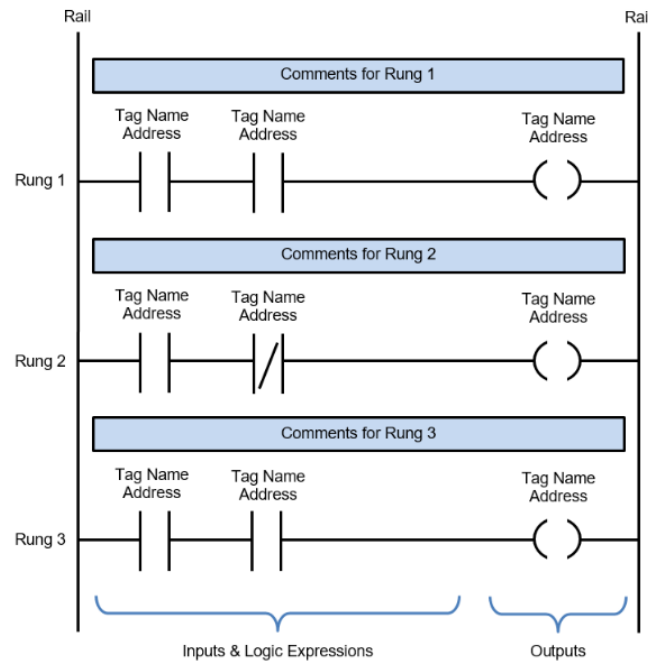 Rail
Rai
Comments for Rung 1
Tag Name
Address
Tag Name
Address
Tag Name
Address
Rung 1
Comments for Rung 2
Tag Name
Address
Tag Name
Address
Tag Name
Address
Rung 2
Comments for Rung 3
Tag Name
Address
Tag Name
Address
Tag Name
Address
Rung 3
Inputs & Logic Expressions
Outputs